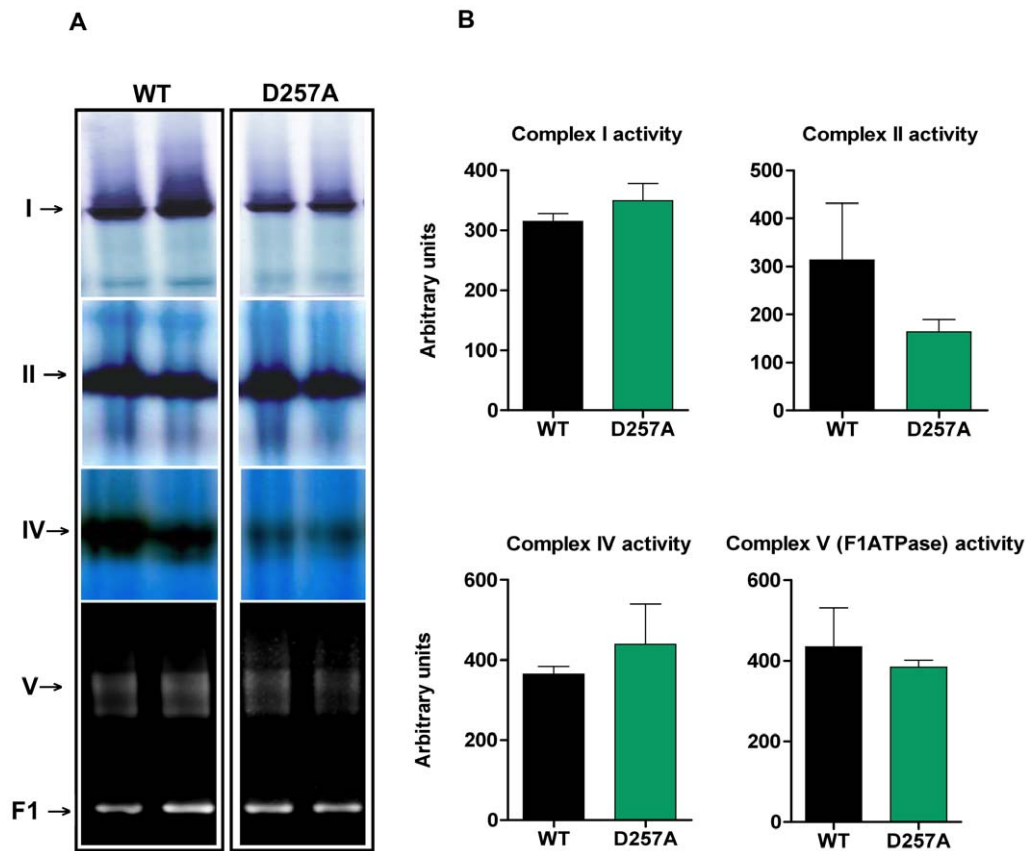 A
WT
D257A
I→
II→
IV→
V→
F1→
B
Complex I activity
Arbitrary units
400
300
200
100
0
WT
D257A
Complex II activity
500
400
300
200
100
0
WT
D257A
Complex IV activity
Arbitrary units
600
400
200
0
WT
D257A
Complex V (F1ATPase) activity
600
400
200
0
WT
D257A